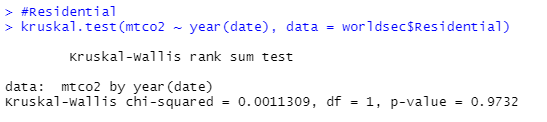 > #Residential
> kruskal.test(mtco2 ~ year(date), data = worldsec$Residential)
Kruskal-Wallis rank sum test
data:  mtco2 by year(date)
Kruskal-Wallis chi-squared = 0.0011309, df = 1, p-value = 0.9732